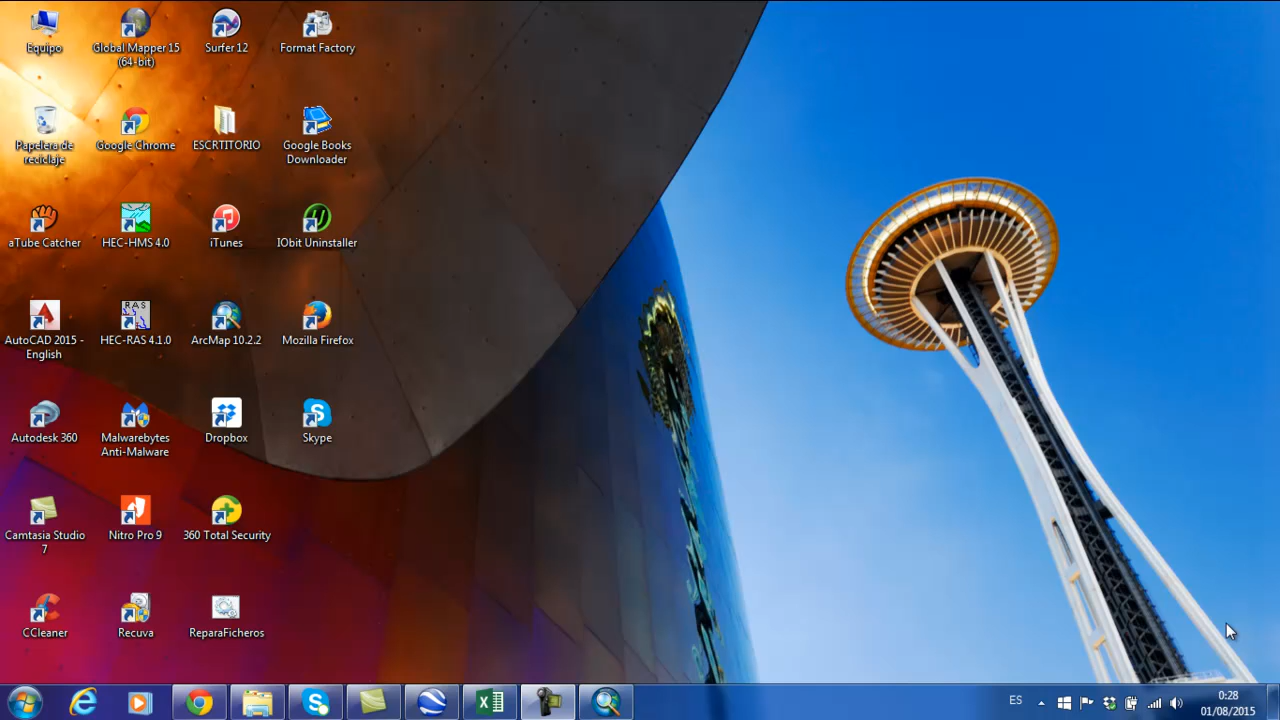 Equipo
Global Mapper 15
(64-bit)
Surfer 12
Format Factory
Papelera de
reciclaje
Google Chrome
ESCRTITORIO
Google Books
Downloader
aTube Catcher
HEC-HMS 4.0
iTunes
IObit Uninstaller
AutoCAD 2015 -
English
RAS
HEC-RAS 4.1.0
ArcMap 10.2.2
Mozilla Firefox
Autodesk 360
Malwarebytes
Anti-Malware
Dropbox
Skype
Camtasia Studio
7
Nitro Pro 9
360 Total Security
CCleaner
Recuva
ReparaFicheros
ES
0:28
01/08/2015